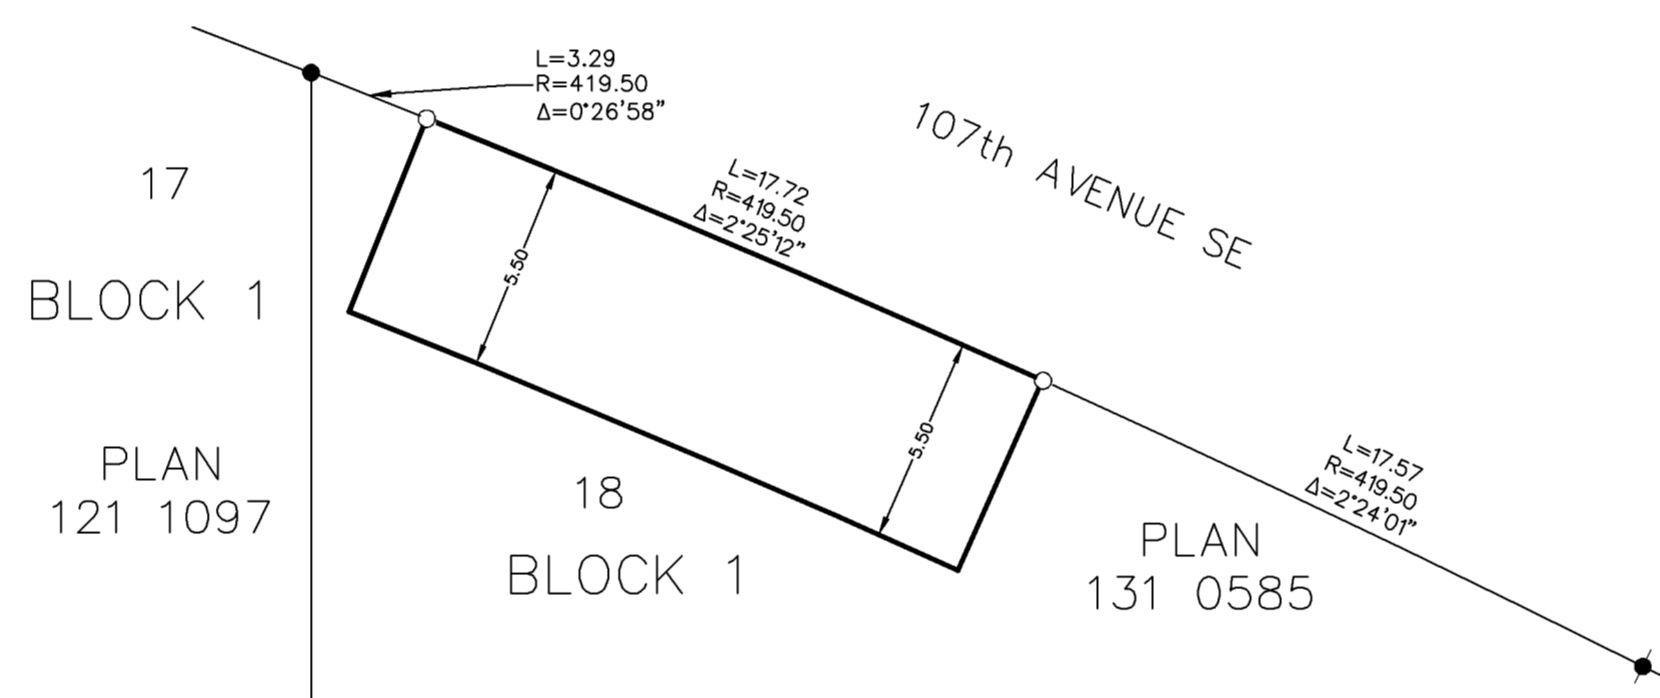 L=3.29
R=419.50
Δ=0°26'58"
107th AVENUE SE
L=17.72
R=419.50
Δ=2°25'12"
17
BLOCK 1
5.50
5.50
PLAN
121 1097
18
BLOCK 1
L=17.57
R=419.50
Δ=2°24'01"
PLAN
131 0585